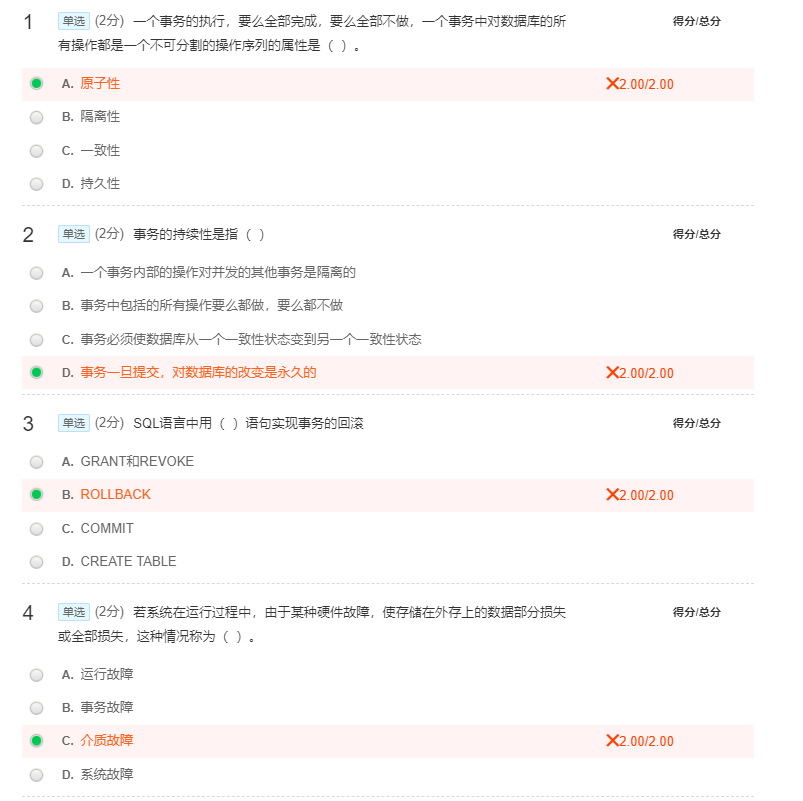 1 单选 (2分) 一个事务的执行，要么全部完成，要么全部不做，一个事务中对数据库的所 得分/总分
有操作都是一个不可分割的操作序列的属性是（ ）。
A. 原子性 2.00/2.00
B. 隔离性
C. 一致性
D. 持久性
2 单选 (2分) 事务的持续性是指（ ） 得分/总分
A. 一个事务内部的操作对并发的其他事务是隔离的
B. 事务中包括的所有操作要么都做，要么都不做
C. 事务必须使数据库从一个一致性状态变到另一个一致性状态
D. 事务一旦提交，对数据库的改变是永久的 2.00/2.00
3 单选 (2分) SQL语言中用（ ）语句实现事务的回滚 得分/总分
A. GRANT和REVOKE
B. ROLLBACK 2.00/2.00
C. COMMIT
D. CREATE TABLE
4 单选 (2分) 若系统在运行过程中，由于某种硬件故障，使存储在外存上的数据部分损失 得分/总分
或全部损失，这种情况称为（ ）。
A. 运行故障
B. 事务故障
C. 介质故障 2.00/2.00
D. 系统故障